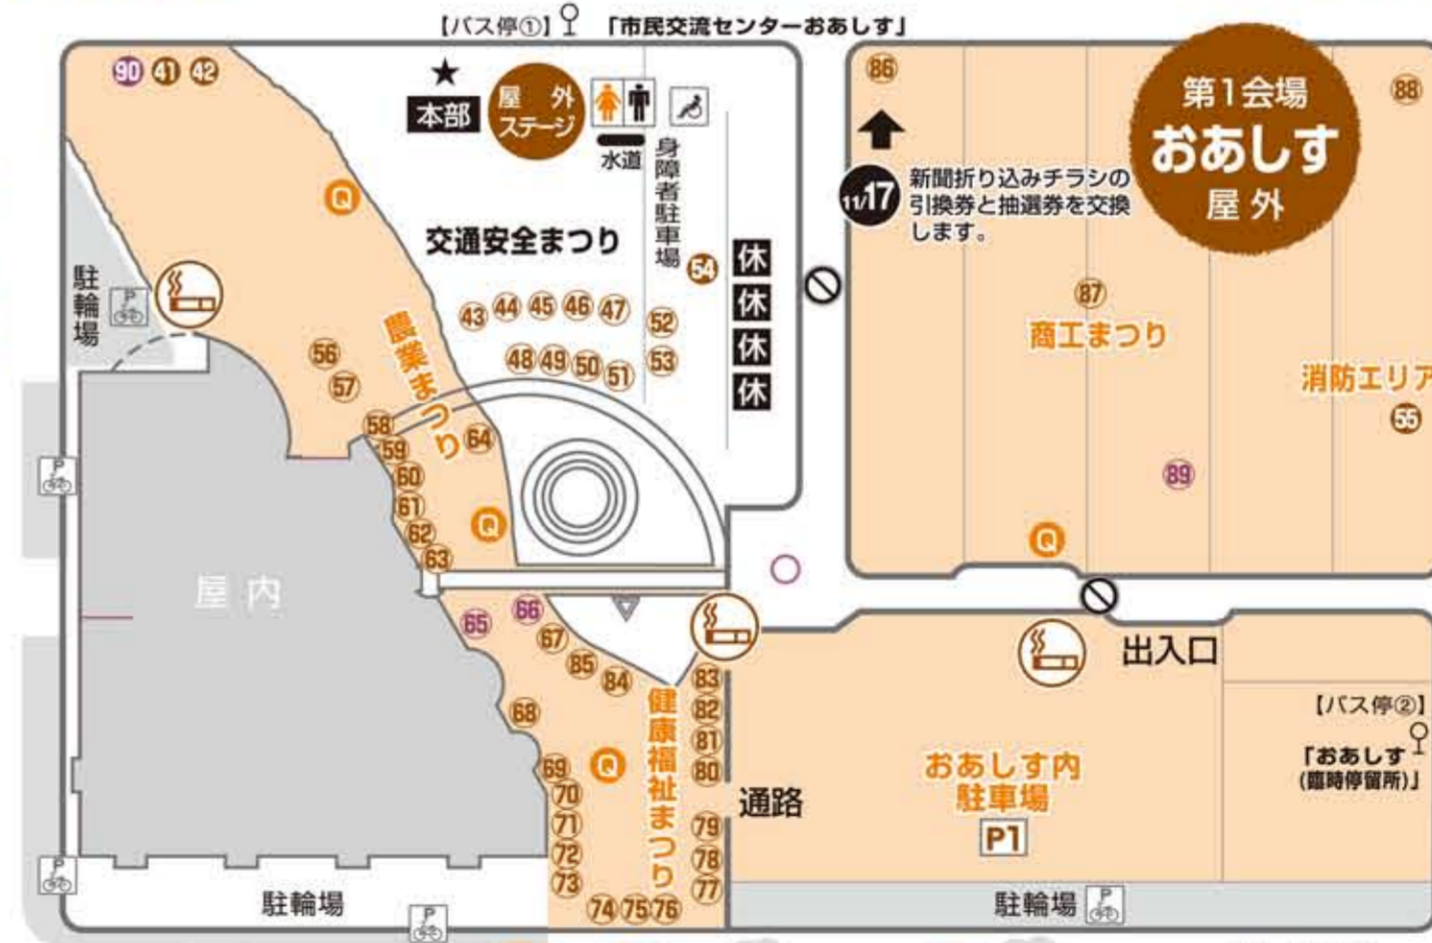 【バス停①】 「市民交流センターおあしす」
90 41 42
★
本部
屋 外
ステージ
水道
身障者駐車場
86
88
第1会場
おあしす
屋 外
11/17
新聞折り込みチラシの
引換券と抽選券を交換
します。
Q
交通安全まつり
54
休
休
休
休
駐輪場
P
43 44 45 46 47
52
48 49 50 51
53
87
商工まつり
消防エリア
55
89
Q
56
57
農業まつり
58
59
60
61
62
63
64
Q
P
屋 内
65
66
67
85
84
68
69
70
71
72
73
74 75 76
Q
健康福祉まつり
83
82
81
80
79
78
77
通路
出入口
【バス停②】
「おあしす
(臨時停留所)」
おあしす内
駐車場
P1
P
駐輪場
P
駐輪場
P